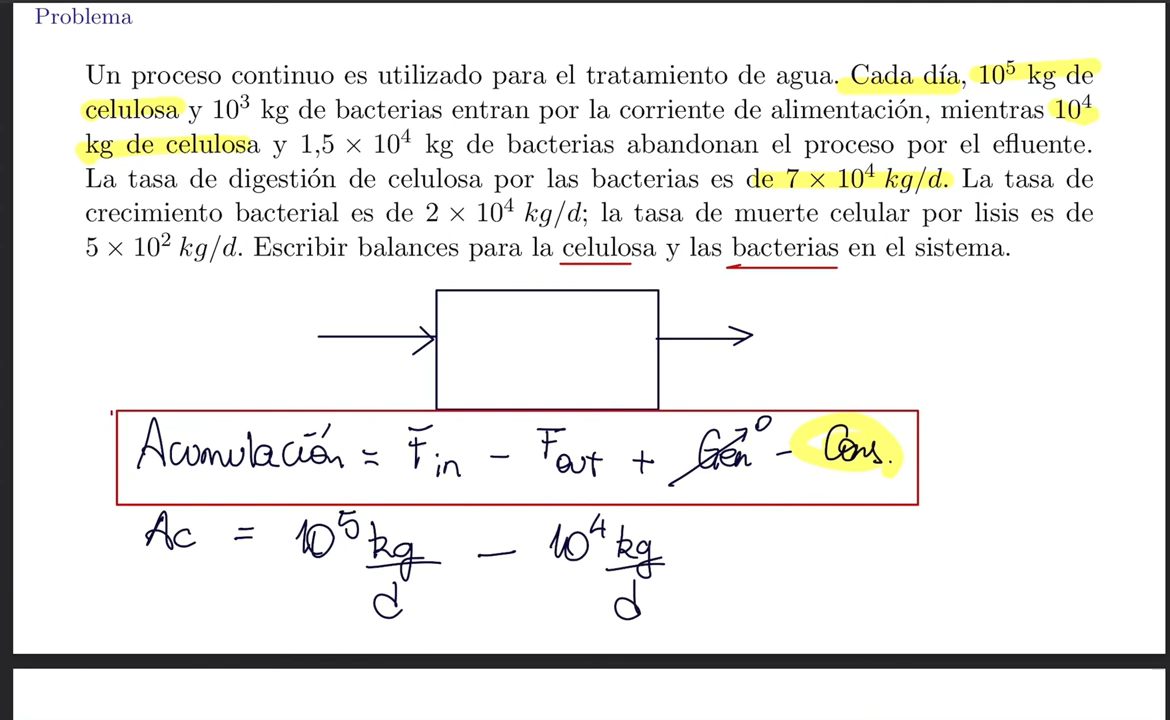 Problema
Un proceso continuo es utilizado para el tratamiento de agua. Cada día, 10⁵ kg de
celulosa y 10³ kg de bacterias entran por la corriente de alimentación, mientras 10⁴
kg de celulosa y 1,5 × 10⁴ kg de bacterias abandonan el proceso por el efluente.
La tasa de digestión de celulosa por las bacterias es de 7 × 10⁴ kg/d. La tasa de
crecimiento bacterial es de 2 × 10⁴ kg/d; la tasa de muerte celular por lisis es de
5 × 10² kg/d. Escribir balances para la celulosa y las bacterias en el sistema.
Acumulación = Fin − Fout + Gen⁰ − Cons.
Ac = 10⁵ kg/d − 10⁴ kg/d